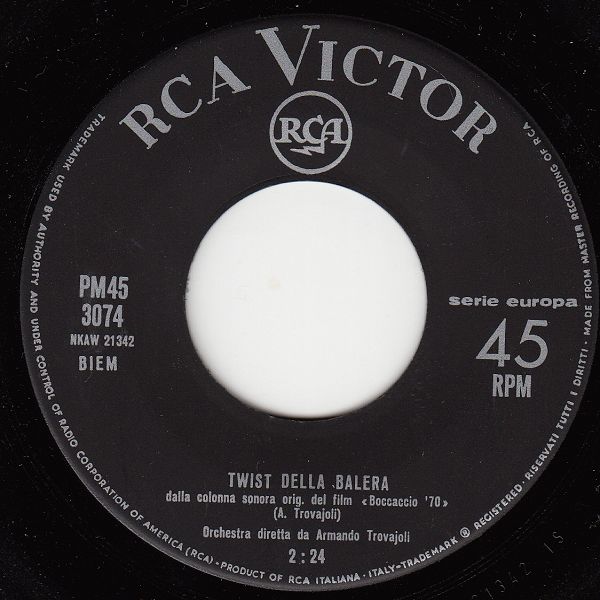 RCA VICTOR
RCA
PM45
3074
NKAW 21342
BIEM
serie europa
45
RPM
TWIST DELLA BALERA
dalla colonna sonora orig. del film «Boccaccio '70»
(A. Trovajoli)
Orchestra diretta da Armando Trovajoli
2:24
TRADEMARK USED BY AUTHORITY AND UNDER CONTROL OF RADIO CORPORATION OF AMERICA (RCA) · PRODUCT OF RCA ITALIANA · ITALY-TRADEMARK ® REGISTERED · RISERVATI TUTTI I DIRITTI · MADE FROM MASTER RECORDING OF RCA